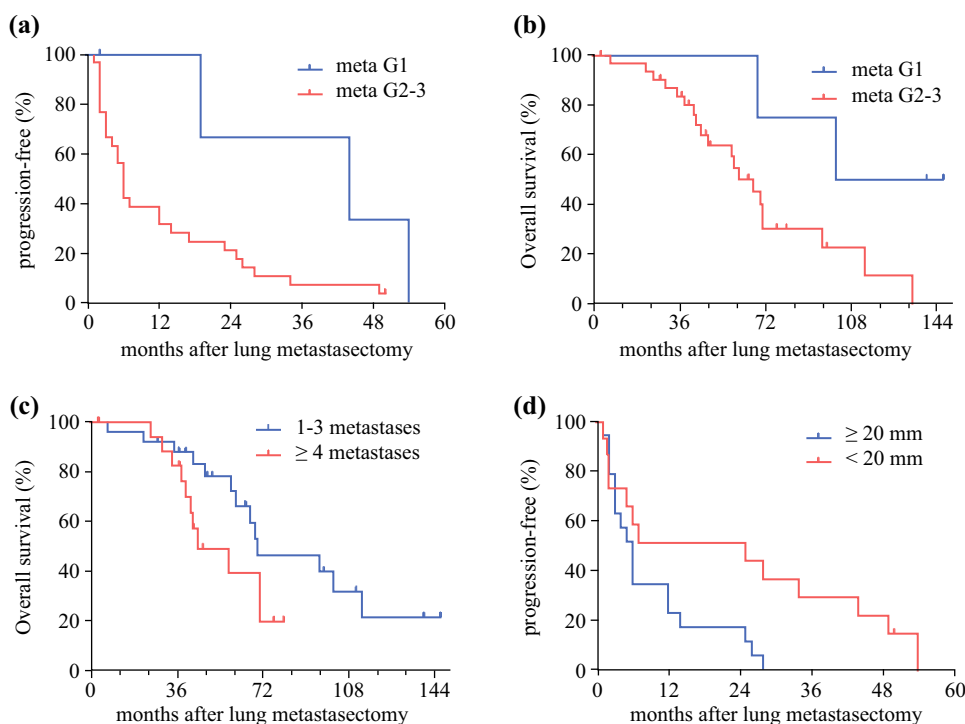 (a)
progression-free (%)
100
80
60
40
20
0
0 12 24 36 48 60
months after lung metastasectomy
meta G1
meta G2-3
(b)
Overall survival (%)
100
80
60
40
20
0
0 36 72 108 144
months after lung metastasectomy
meta G1
meta G2-3
(c)
Overall survival (%)
100
80
60
40
20
0
0 36 72 108 144
months after lung metastasectomy
1-3 metastases
≥ 4 metastases
(d)
progression-free (%)
100
80
60
40
20
0
0 12 24 36 48 60
months after lung metastasectomy
≥ 20 mm
< 20 mm